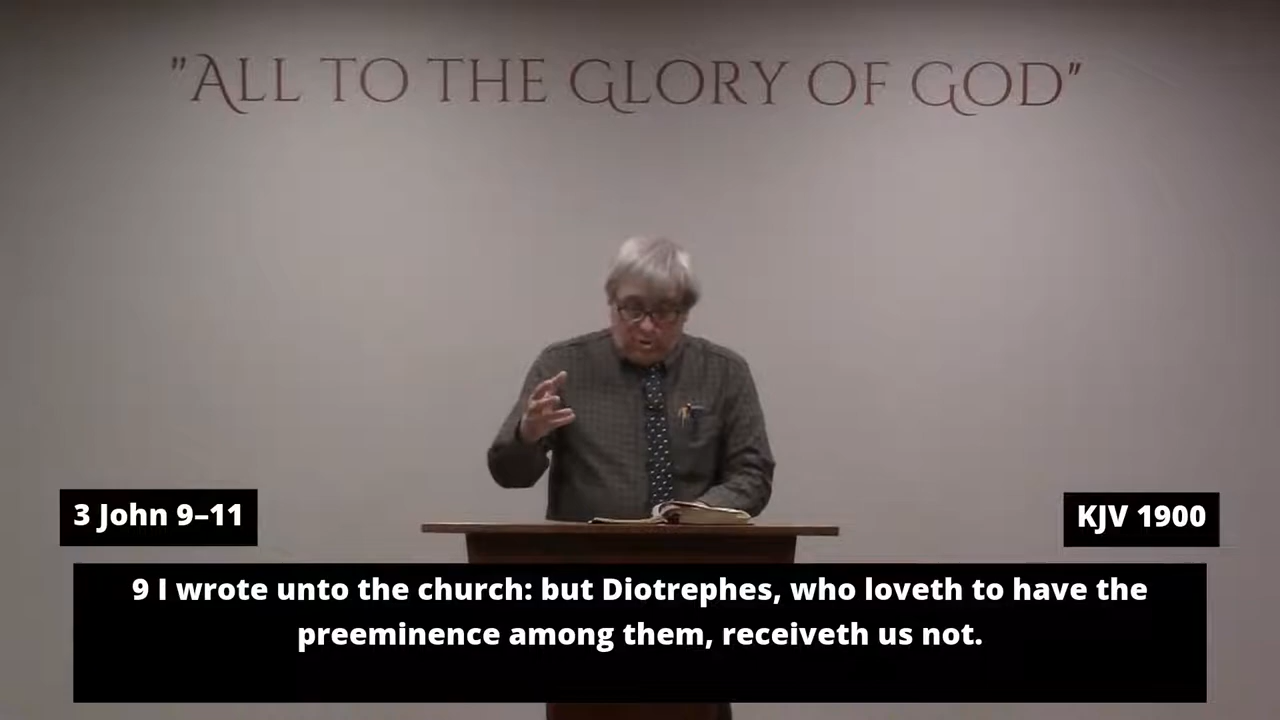 "ALL TO THE GLORY OF GOD"
3 John 9–11
KJV 1900
9 I wrote unto the church: but Diotrephes, who loveth to have the
preeminence among them, receiveth us not.